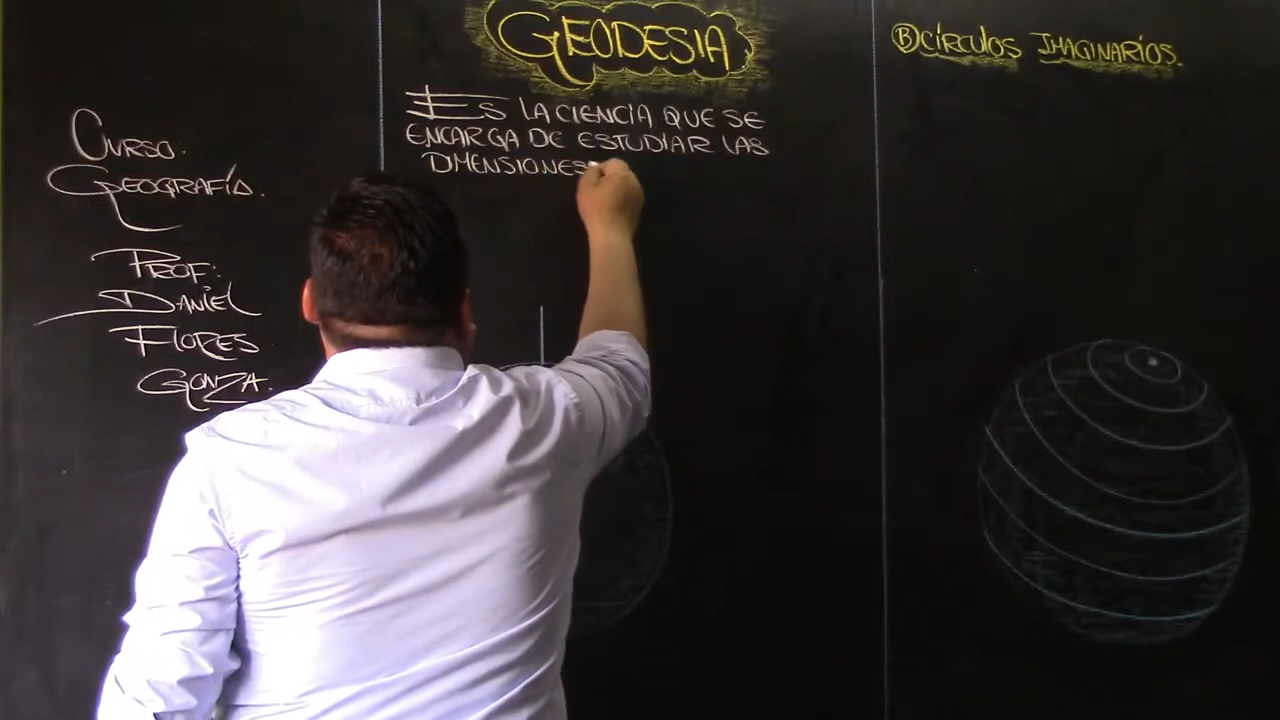 CURSO:
GEOGRAFÍA.
PROF:
DANIEL
FLORES
GONZA.
GEODESIA
ES LA CIENCIA QUE SE
ENCARGA DE ESTUDIAR LAS
DIMENSIONES
B) CÍRCULOS IMAGINARIOS.